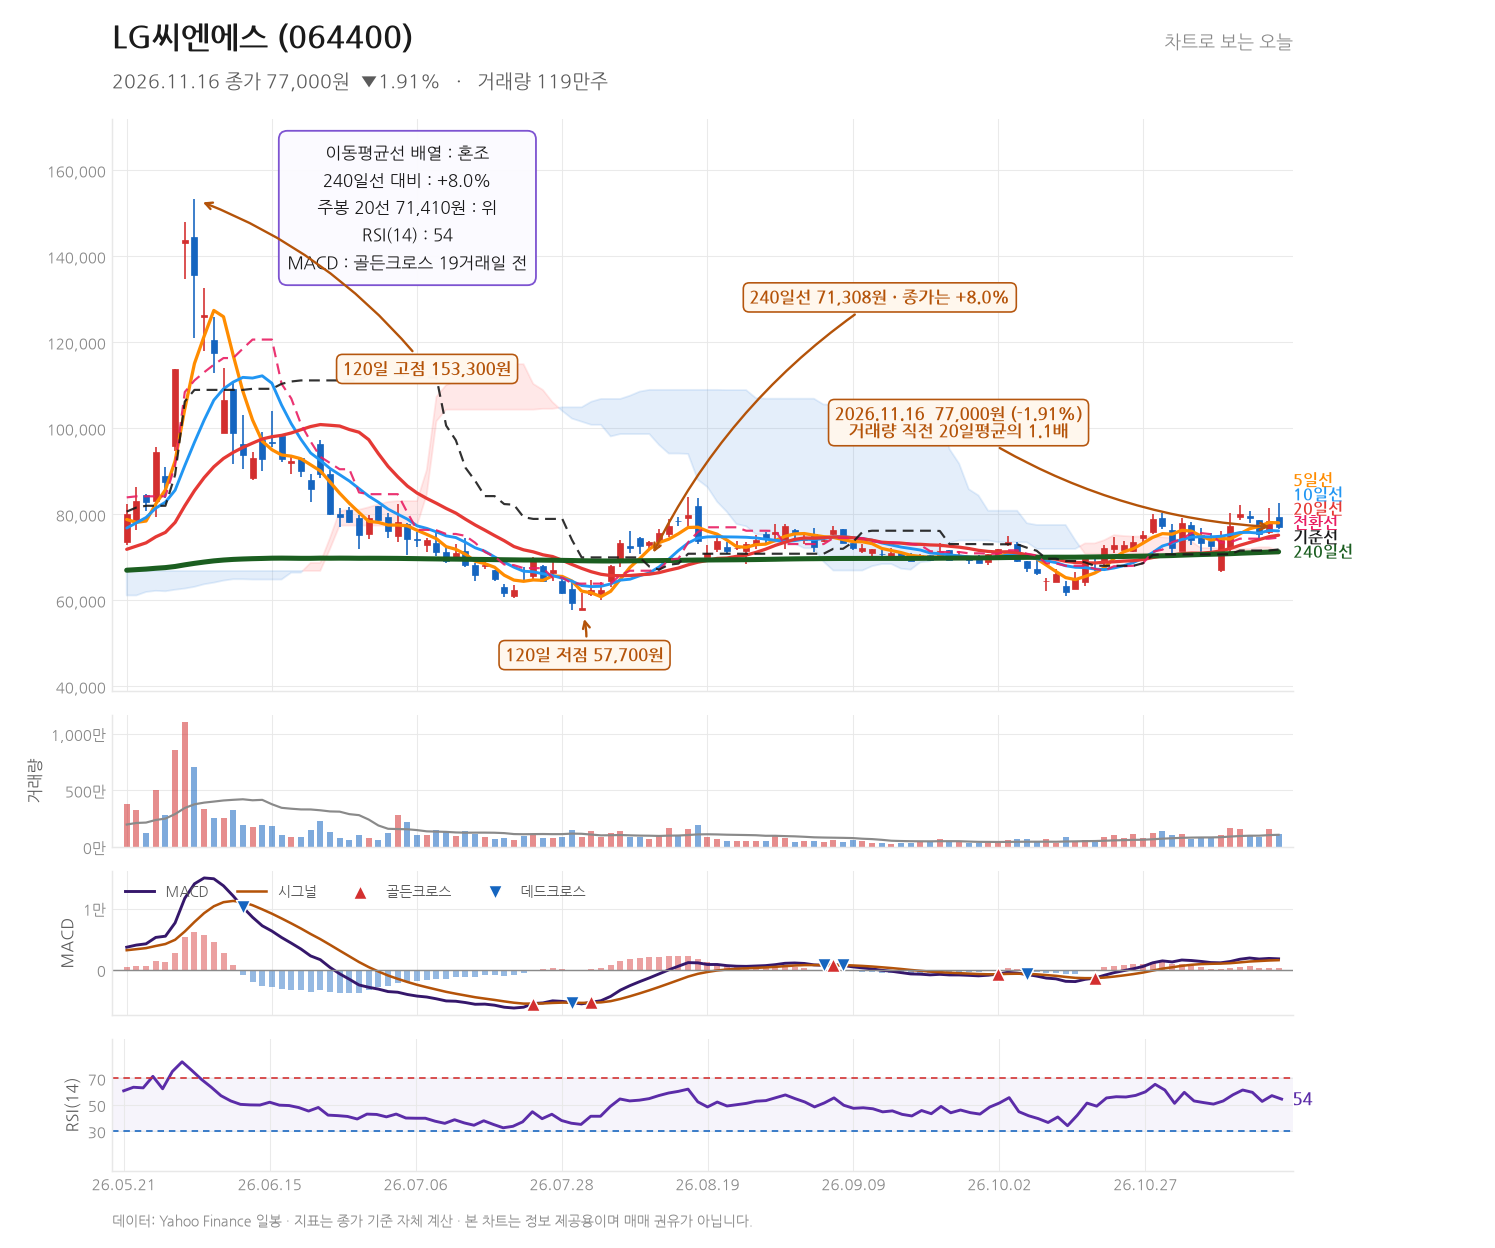 LG씨엔에스 (064400)
차트로 보는 오늘
2026.11.16 종가 77,000원 ▼1.91% · 거래량 119만주
이동평균선 배열 : 혼조
240일선 대비 : +8.0%
주봉 20선 71,410원 : 위
RSI(14) : 54
MACD : 골든크로스 19거래일 전
160,000
140,000
120,000
100,000
80,000
60,000
40,000
240일선 71,308원 · 종가는 +8.0%
120일 고점 153,300원
2026.11.16 77,000원 (-1.91%)
거래량 직전 20일평균의 1.1배
120일 저점 57,700원
5일선
10일선
20일선
전환선
기준선
240일선
거래량
1,000만
500만
0만
MACD
1만
0
MACD
시그널
골든크로스
데드크로스
RSI(14)
70
50
30
54
26.05.21
26.06.15
26.07.06
26.07.28
26.08.19
26.09.09
26.10.02
26.10.27
데이터: Yahoo Finance 일봉 · 지표는 종가 기준 자체 계산 · 본 차트는 정보 제공용이며 매매 권유가 아닙니다.